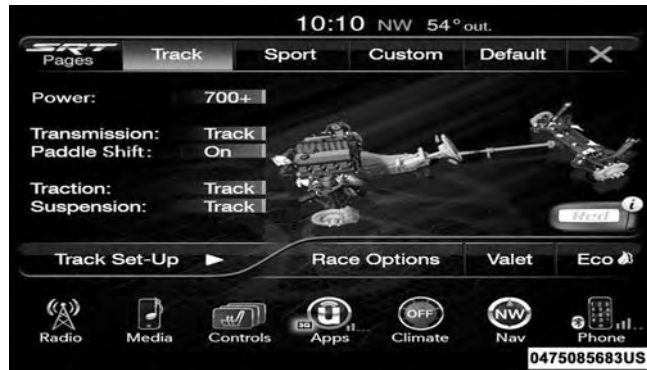 10:10 NW 54° out.
SRT Pages Track Sport Custom Default X
Power: 700+
Transmission: Track
Paddle Shift: On
Traction: Track
Suspension: Track
Red i
Track Set-Up Race Options Valet Eco
3G OFF NW
Radio Media Controls Apps Climate Nav Phone
0475085683US